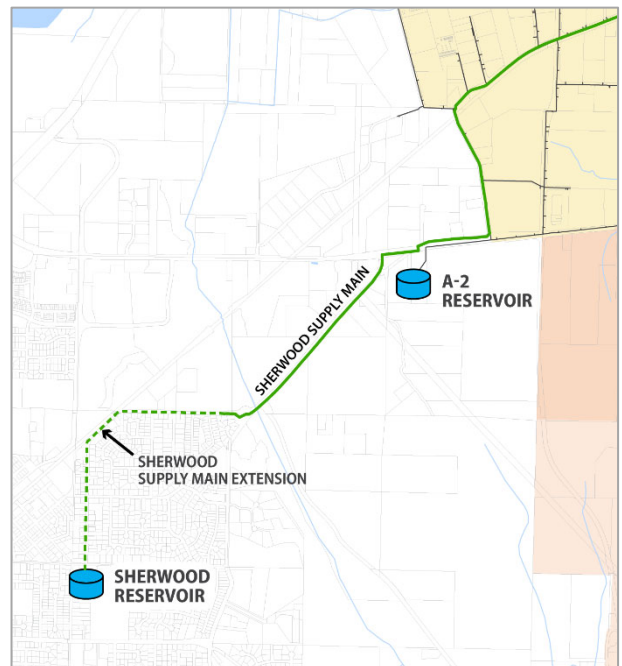 A-2
RESERVOIR
SHERWOOD SUPPLY MAIN
SHERWOOD
SUPPLY MAIN EXTENSION
SHERWOOD
RESERVOIR